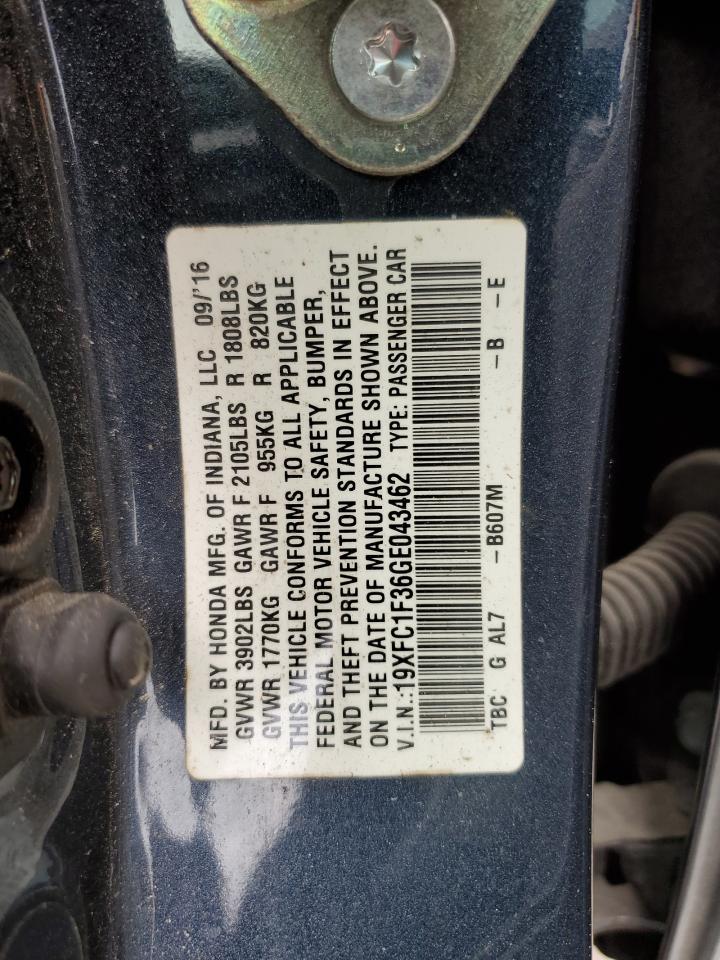 MFD. BY HONDA MFG. OF INDIANA, LLC 09/'16
GVWR 3902LBS GAWR F 2105LBS R 1808LBS
GVWR 1770KG GAWR F 955KG R 820KG
THIS VEHICLE CONFORMS TO ALL APPLICABLE
FEDERAL MOTOR VEHICLE SAFETY, BUMPER,
AND THEFT PREVENTION STANDARDS IN EFFECT
ON THE DATE OF MANUFACTURE SHOWN ABOVE.
V.I.N.:19XFC1F36GE043462 TYPE: PASSENGER CAR
TBC G AL7 -B607M -B -E